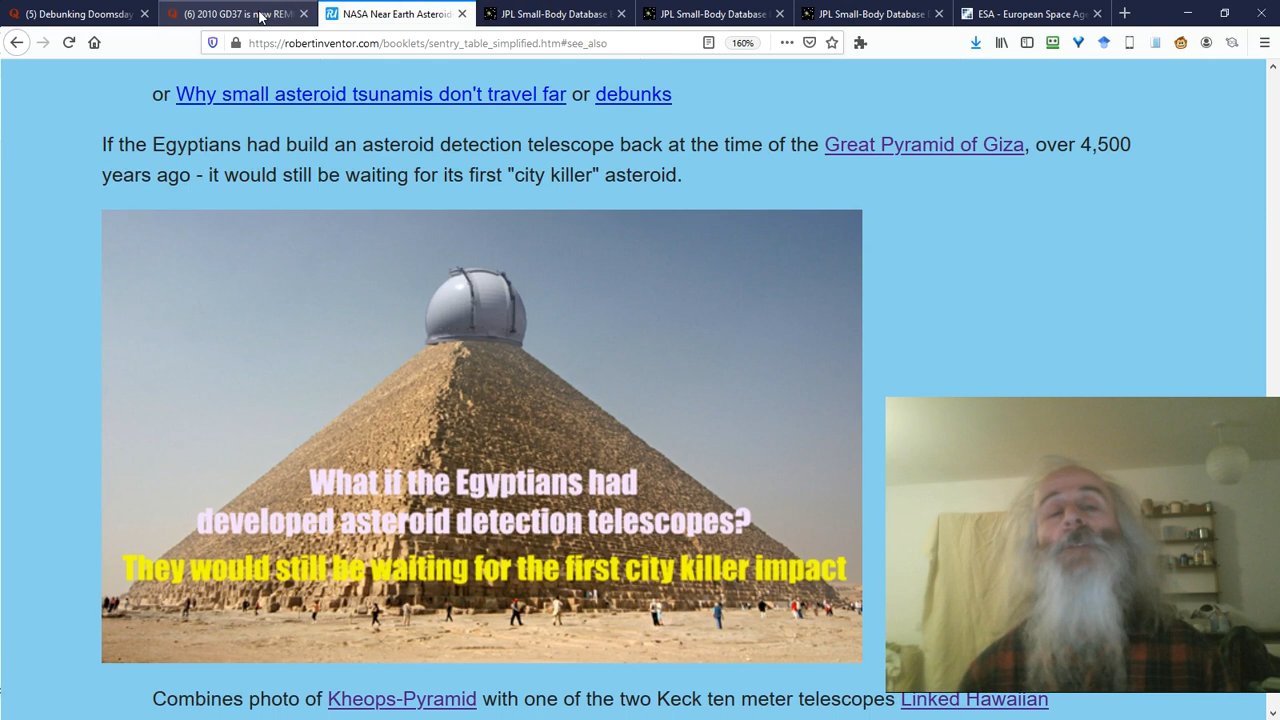 (5) Debunking Doomsday
(6) 2010 GD37 is now REM
NASA Near Earth Asteroid
JPL Small-Body Database
JPL Small-Body Database
JPL Small-Body Database
ESA - European Space Age
https://robertinventor.com/booklets/sentry_table_simplified.htm#see_also
160%
or Why small asteroid tsunamis don't travel far or debunks
If the Egyptians had build an asteroid detection telescope back at the time of the Great Pyramid of Giza, over 4,500
years ago - it would still be waiting for its first "city killer" asteroid.
What if the Egyptians had
developed asteroid detection telescopes?
They would still be waiting for the first city killer impact
Combines photo of Kheops-Pyramid with one of the two Keck ten meter telescopes Linked Hawaiian